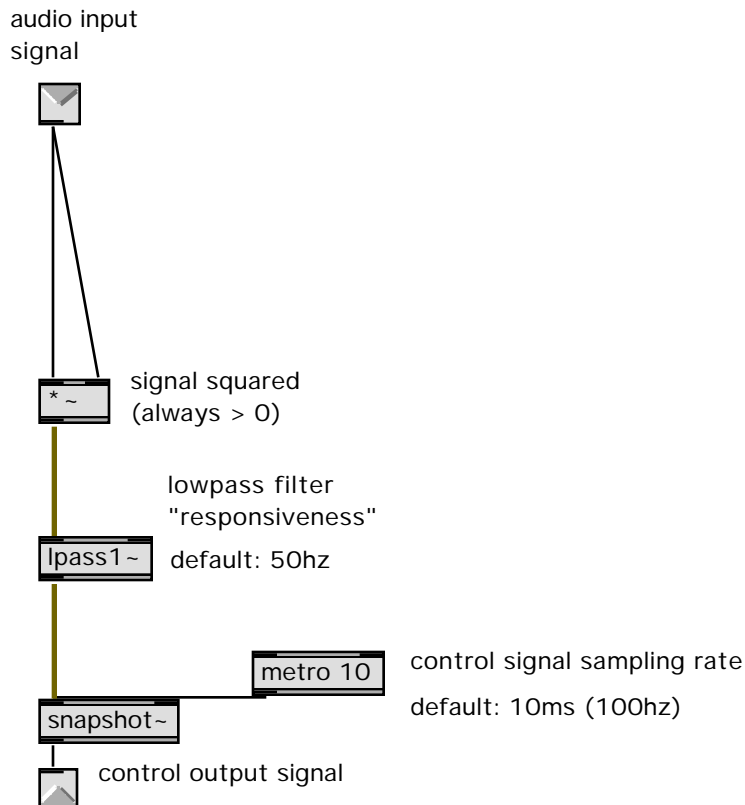 audio input
signal
* ~
signal squared
(always > 0)
lowpass filter
"responsiveness"
lpass1~
default: 50hz
metro 10
control signal sampling rate
default: 10ms (100hz)
snapshot~
control output signal